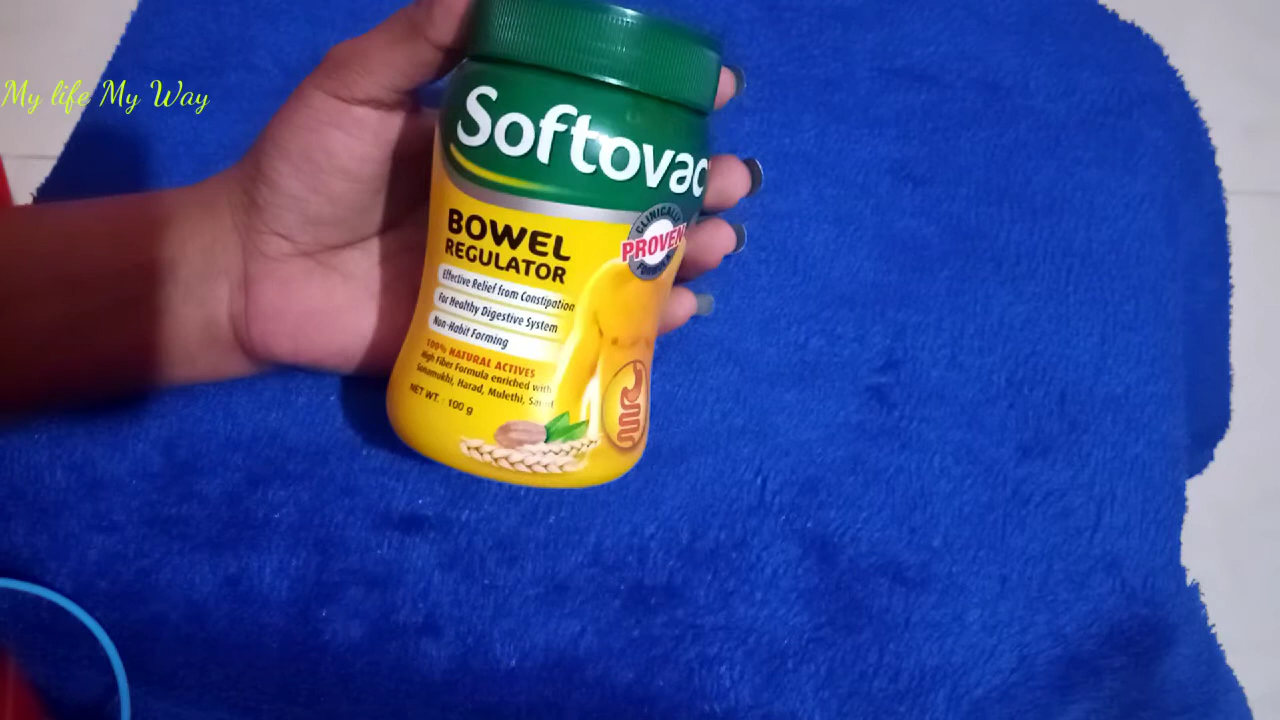 My life My Way
Softovac
CLINICALLY
PROVEN
BOWEL
REGULATOR
Effective Relief from Constipation
For Healthy Digestive System
Non-Habit Forming
100% NATURAL ACTIVES
High Fiber Formula enriched with
Sonamukhi, Harad, Mulethi,
NET WT. : 100 g